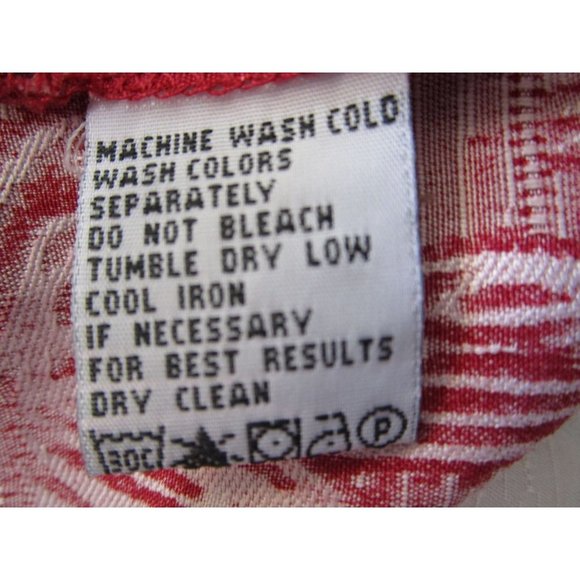 MACHINE WASH COLD
WASH COLORS
SEPARATELY
DO NOT BLEACH
TUMBLE DRY LOW
COOL IRON
IF NECESSARY
FOR BEST RESULTS
DRY CLEAN
30C P